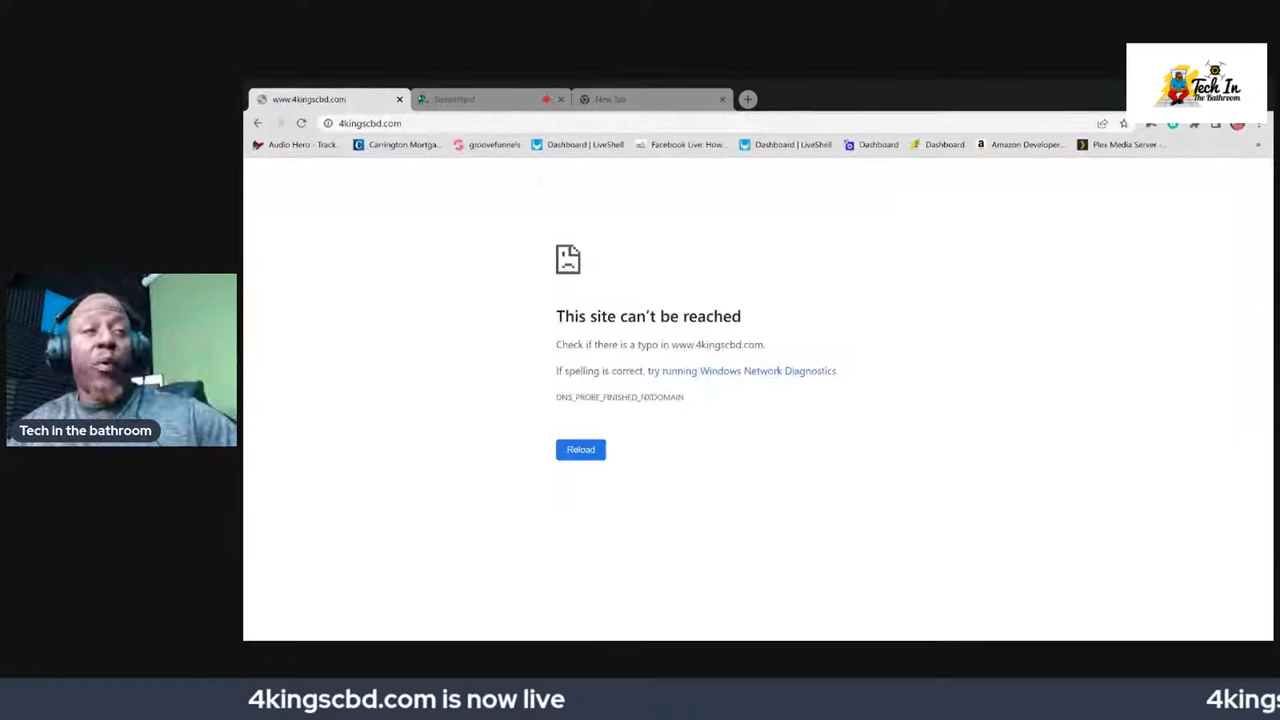 Tech In
The Bathroom
www.4kingscbd.com
StreamYard
New Tab
4kingscbd.com
Audio Hero - Track...
Carrington Mortga...
groovefunnels
Dashboard | LiveShell
Facebook Live: How...
Dashboard | LiveShell
Dashboard
Dashboard
Amazon Developer...
Plex Media Server -...
»
This site can't be reached
Check if there is a typo in www.4kingscbd.com.
If spelling is correct, try running Windows Network Diagnostics.
DNS_PROBE_FINISHED_NXDOMAIN
Reload
Tech in the bathroom
4kingscbd.com is now live
4kings